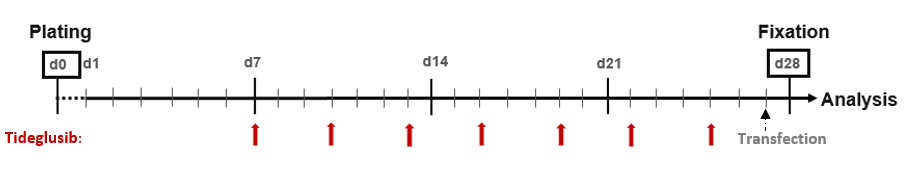 Plating
Fixation
d0
d1
d7
d14
d21
d28
Analysis
Tideglusib:
Transfection